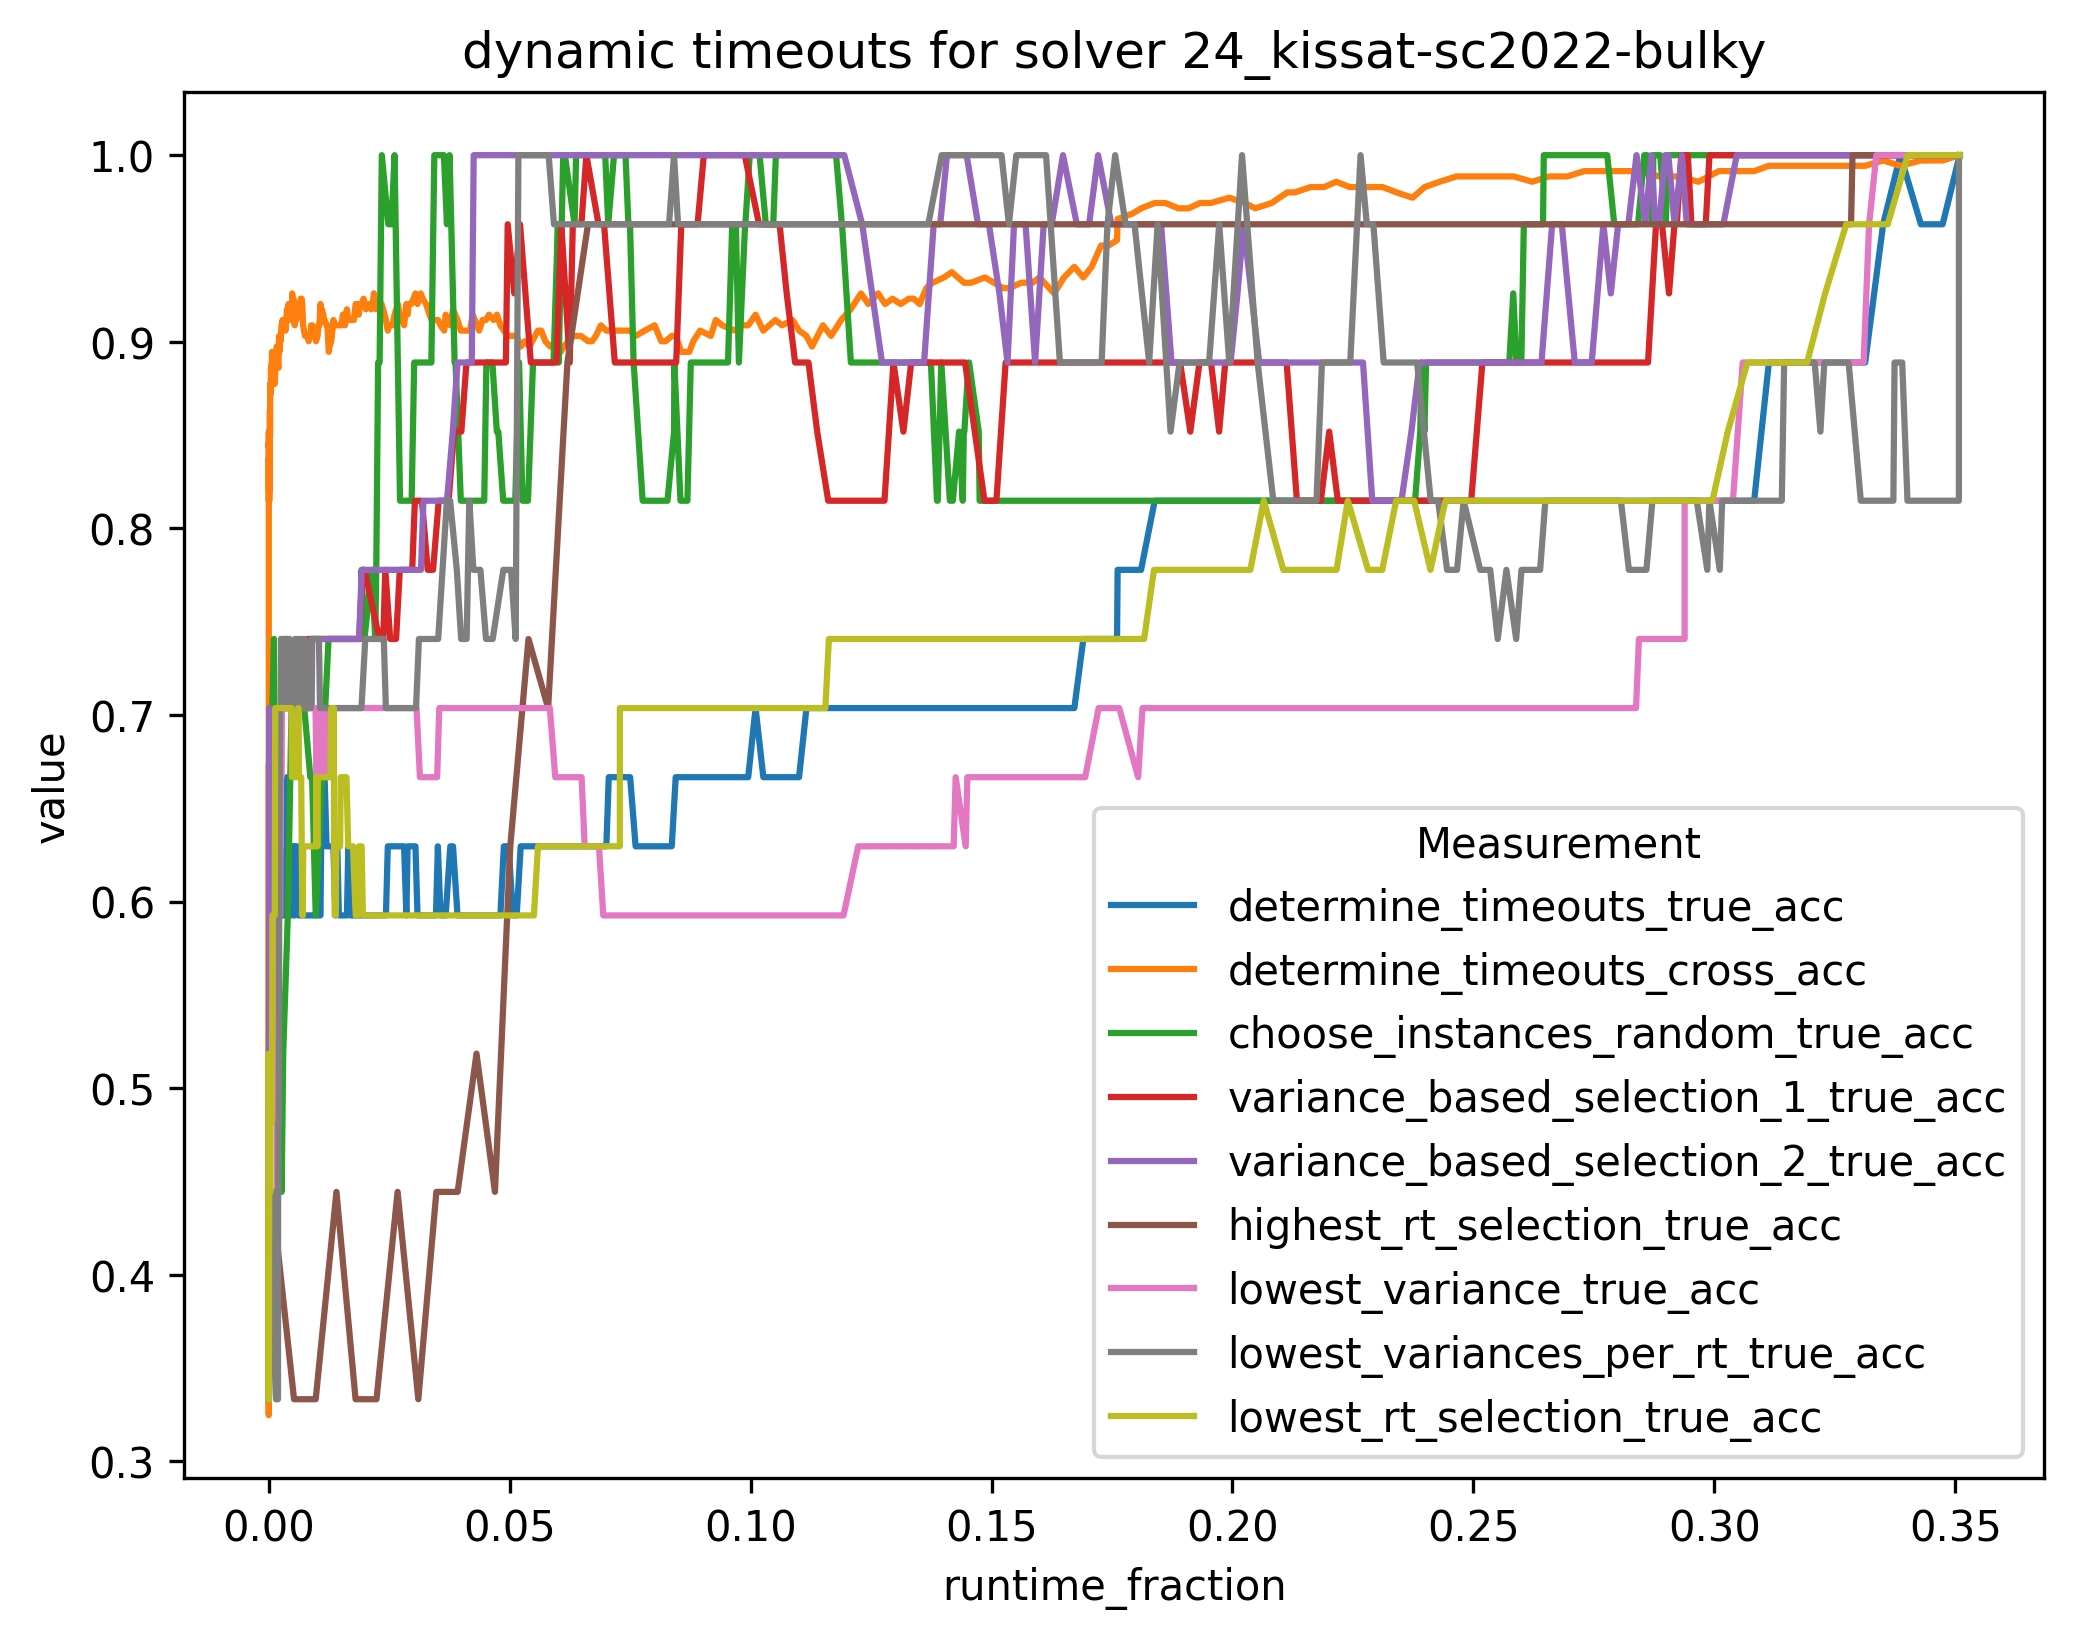 dynamic timeouts for solver 24_kissat-sc2022-bulky
1.0
0.9
0.8
0.7
0.6
0.5
0.4
0.3
value
Measurement
determine_timeouts_true_acc
determine_timeouts_cross_acc
choose_instances_random_true_acc
variance_based_selection_1_true_acc
variance_based_selection_2_true_acc
highest_rt_selection_true_acc
lowest_variance_true_acc
lowest_variances_per_rt_true_acc
lowest_rt_selection_true_acc
0.00 0.05 0.10 0.15 0.20 0.25 0.30 0.35
runtime_fraction